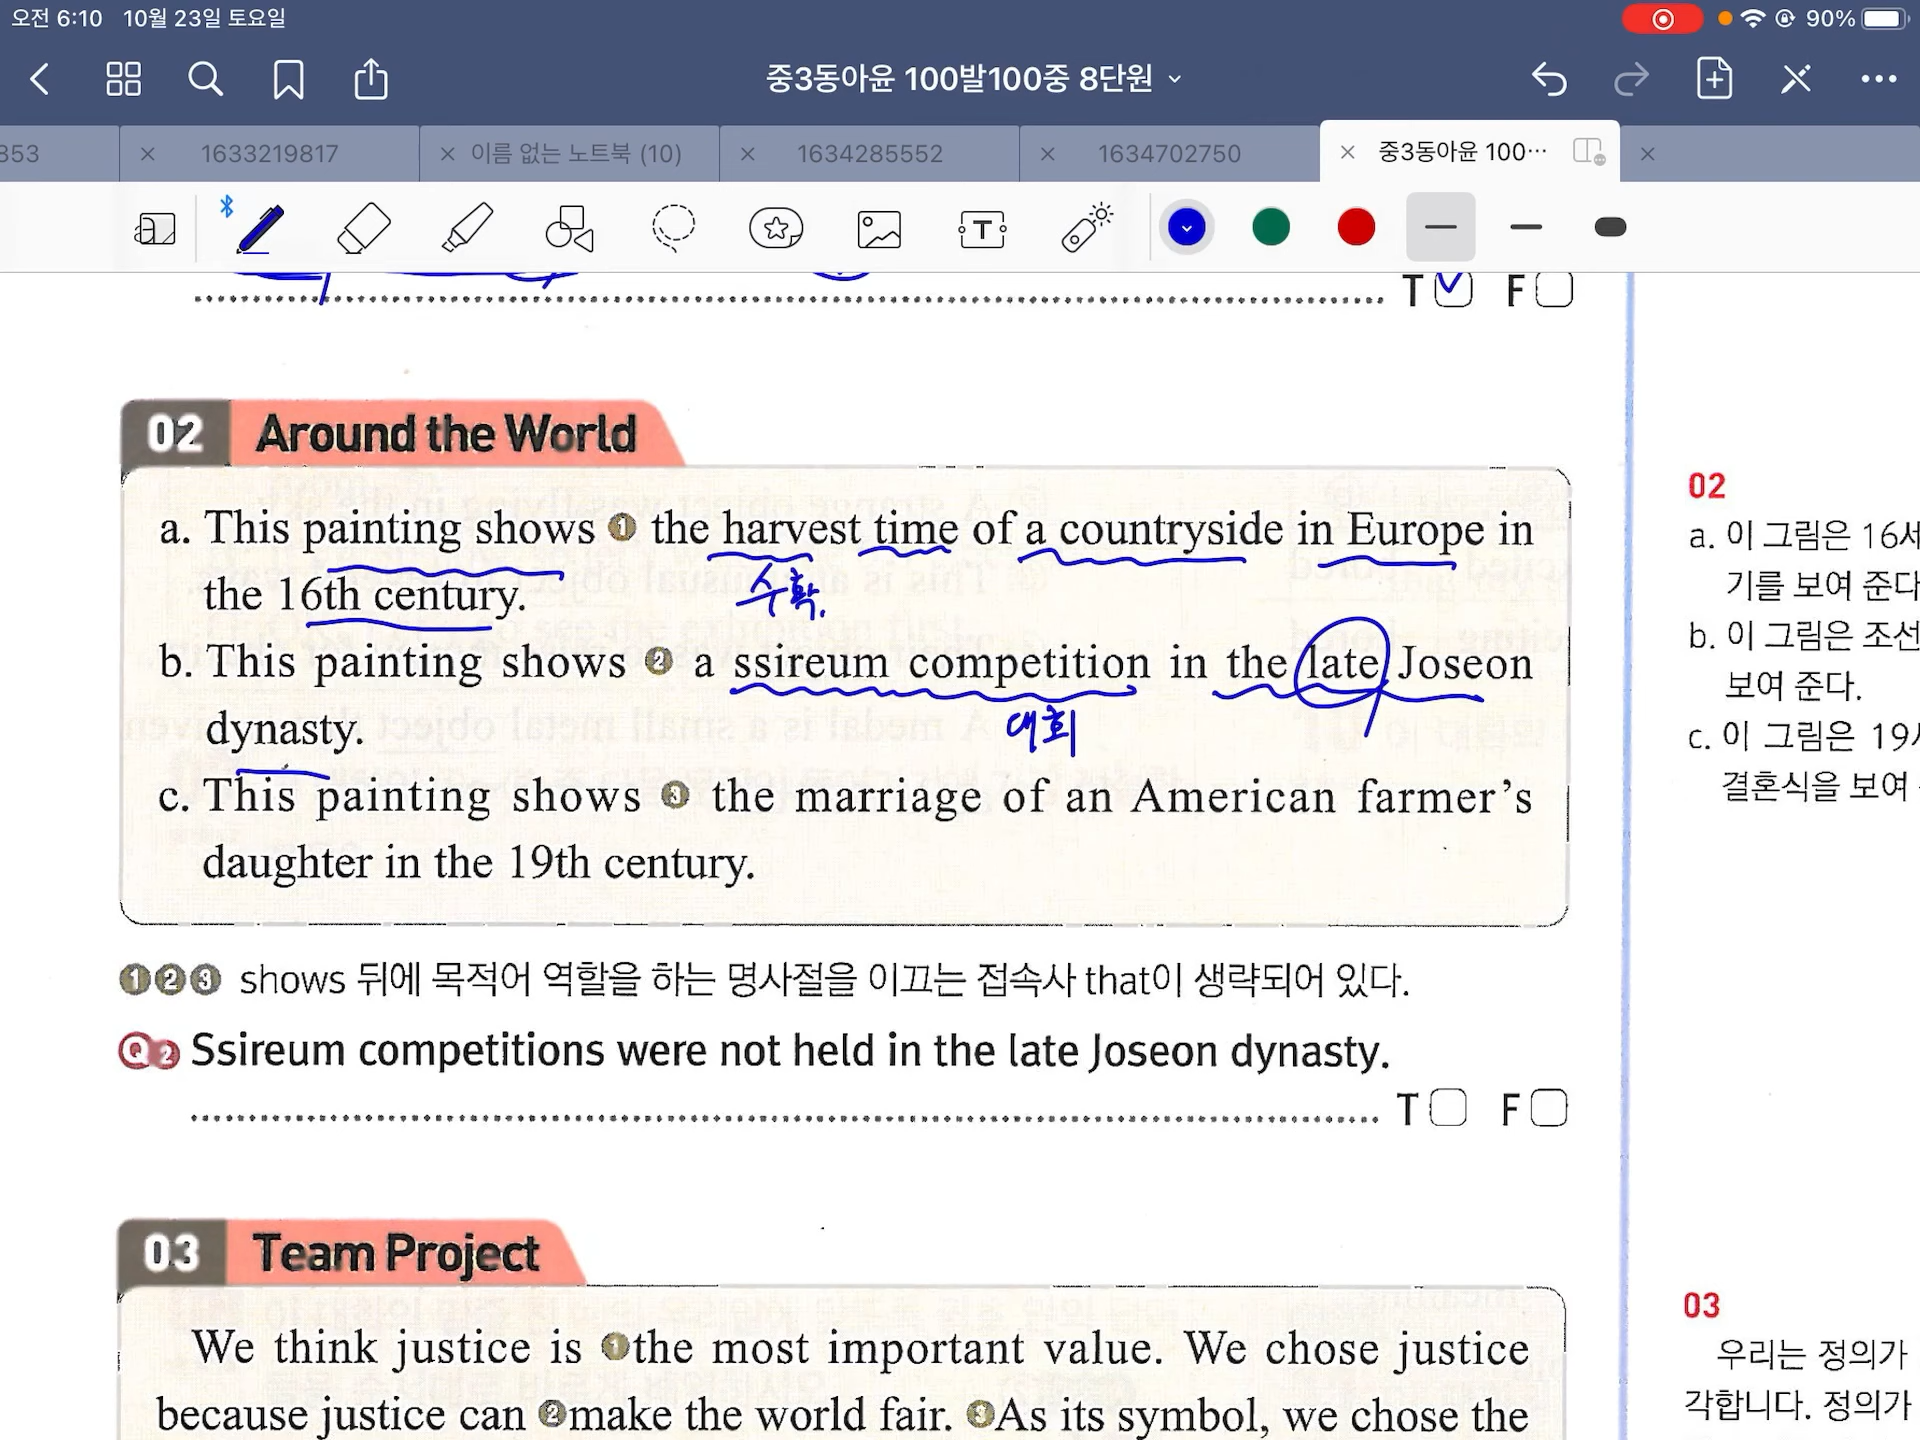 오전 6:10 10월 23일 토요일 90%
중3동아윤 100발100중 8단원
853 1633219817 이름 없는 노트북 (10) 1634285552 1634702750 중3동아윤 100…
T F
02 Around the World
a. This painting shows ① the harvest time of a countryside in Europe in
수확.
the 16th century.
b. This painting shows ② a ssireum competition in the late Joseon
대회
dynasty.
c. This painting shows ③ the marriage of an American farmer's
daughter in the 19th century.
①②③ shows 뒤에 목적어 역할을 하는 명사절을 이끄는 접속사 that이 생략되어 있다.
Q2 Ssireum competitions were not held in the late Joseon dynasty.
T F
03 Team Project
We think justice is ①the most important value. We chose justice
because justice can ②make the world fair. ③As its symbol, we chose the
02
a. 이 그림은 16세
기를 보여 준다
b. 이 그림은 조선
보여 준다.
c. 이 그림은 19
결혼식을 보여
03
우리는 정의가
각합니다. 정의가